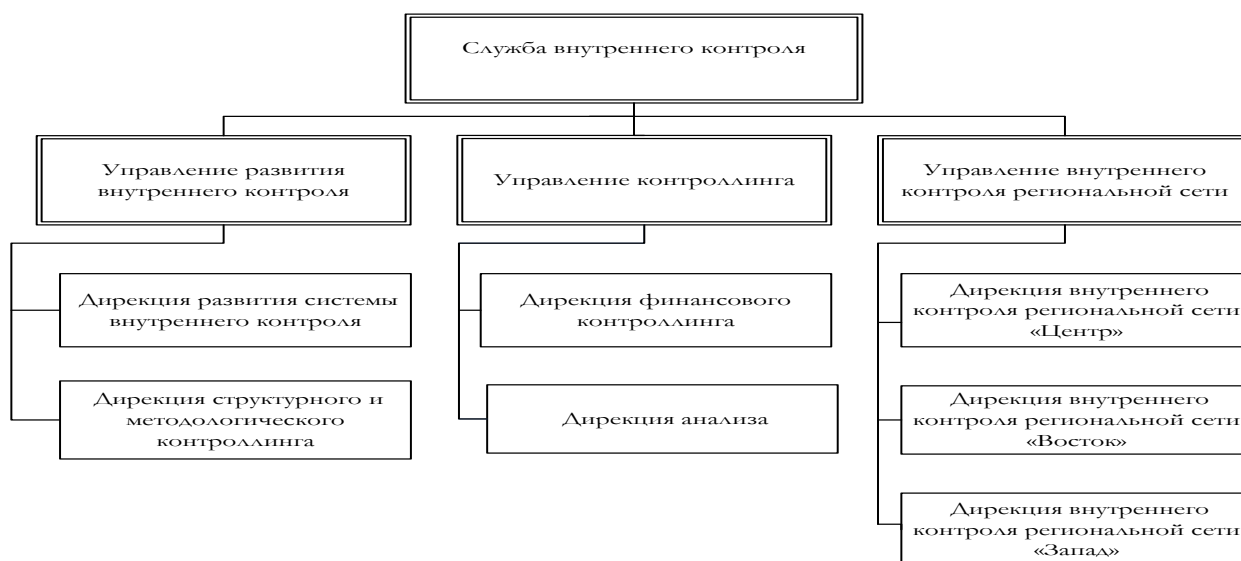 Служба внутреннего контроля
Управление развития
внутреннего контроля
Управление контроллинга
Управление внутреннего
контроля региональной сети
Дирекция развития системы
внутреннего контроля
Дирекция структурного и
методологического
контроллинга
Дирекция финансового
контроллинга
Дирекция анализа
Дирекция внутреннего
контроля региональной сети
«Центр»
Дирекция внутреннего
контроля региональной сети
«Восток»
Дирекция внутреннего
контроля региональной сети
«Запад»